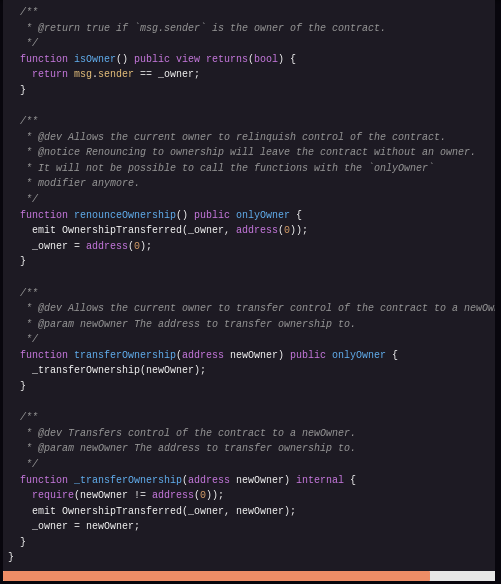 /**
 * @return true if `msg.sender` is the owner of the contract.
 */
function isOwner() public view returns(bool) {
  return msg.sender == _owner;
}
/**
 * @dev Allows the current owner to relinquish control of the contract.
 * @notice Renouncing to ownership will leave the contract without an owner.
 * It will not be possible to call the functions with the `onlyOwner`
 * modifier anymore.
 */
function renounceOwnership() public onlyOwner {
  emit OwnershipTransferred(_owner, address(0));
  _owner = address(0);
}
/**
 * @dev Allows the current owner to transfer control of the contract to a newOw
 * @param newOwner The address to transfer ownership to.
 */
function transferOwnership(address newOwner) public onlyOwner {
  _transferOwnership(newOwner);
}
/**
 * @dev Transfers control of the contract to a newOwner.
 * @param newOwner The address to transfer ownership to.
 */
function _transferOwnership(address newOwner) internal {
  require(newOwner != address(0));
  emit OwnershipTransferred(_owner, newOwner);
  _owner = newOwner;
}
}